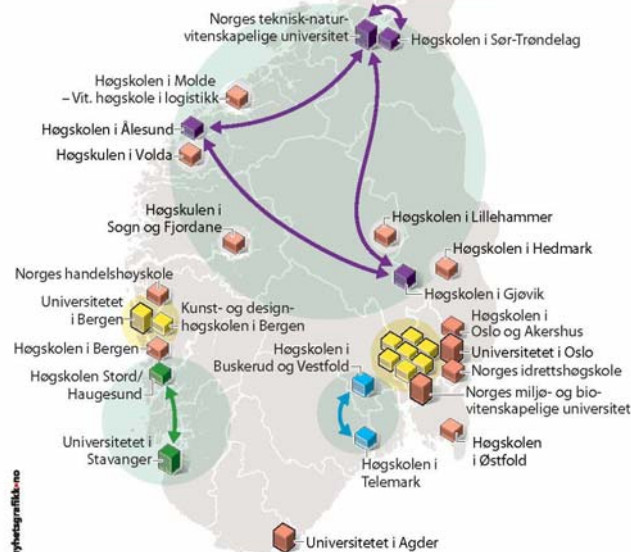 Norges teknisk-natur-
vitenskapelige universitet
Høgskolen i Sør-Trøndelag
Høgskolen i Molde
– Vit. høgskole i logistikk
Høgskolen i Ålesund
Høgskulen i Volda
Høgskulen i
Sogn og Fjordane
Høgskolen i Lillehammer
Høgskolen i Hedmark
Høgskolen i Gjøvik
Norges handelshøyskole
Universitetet
i Bergen
Kunst- og design-
høgskolen i Bergen
Høgskolen i Bergen
Høgskolen Stord/
Haugesund
Universitetet i
Stavanger
Høgskolen i
Buskerud og Vestfold
Høgskolen i
Telemark
Høgskolen i
Oslo og Akershus
Universitetet i Oslo
Norges idrettshøgskole
Norges miljø- og bio-
vitenskapelige universitet
Høgskolen
i Østfold
Universitetet i Agder
nyhetsgrafikk.no